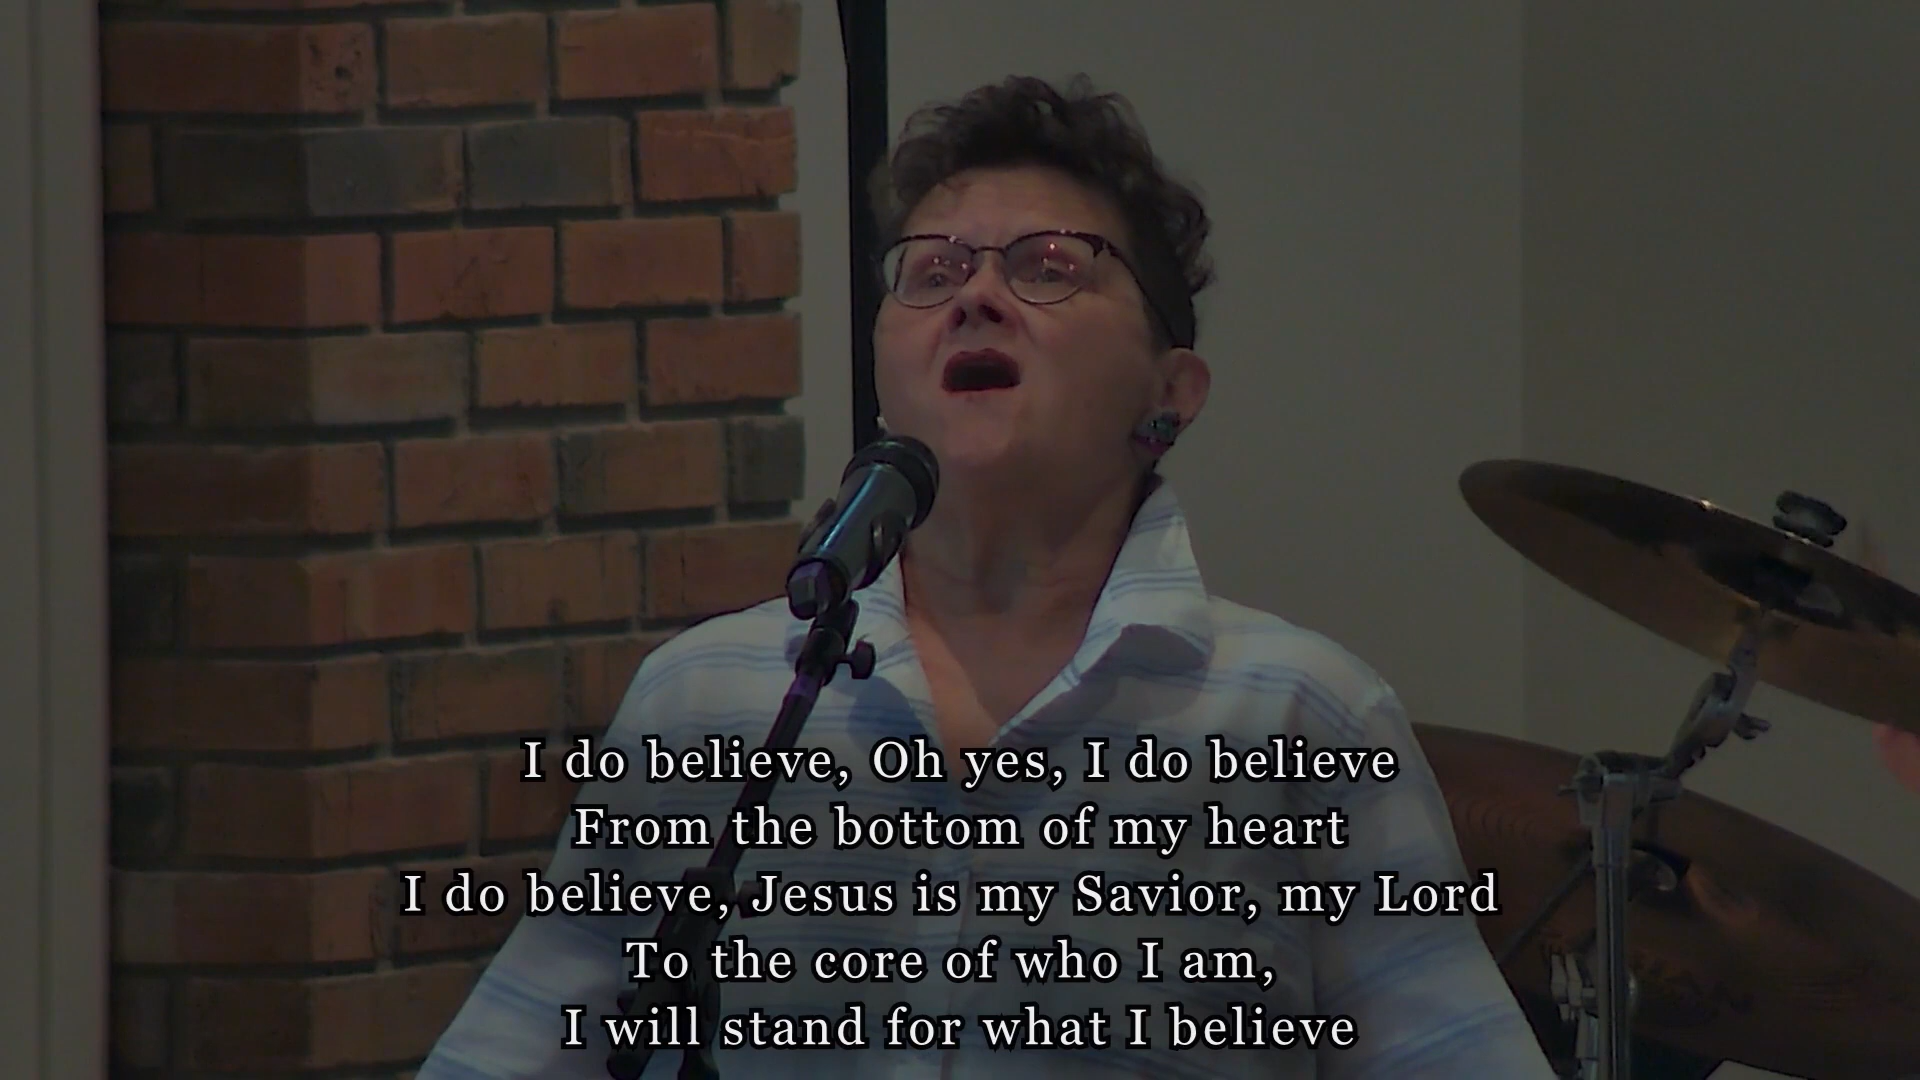 I do believe, Oh yes, I do believe
From the bottom of my heart
I do believe, Jesus is my Savior, my Lord
To the core of who I am,
I will stand for what I believe